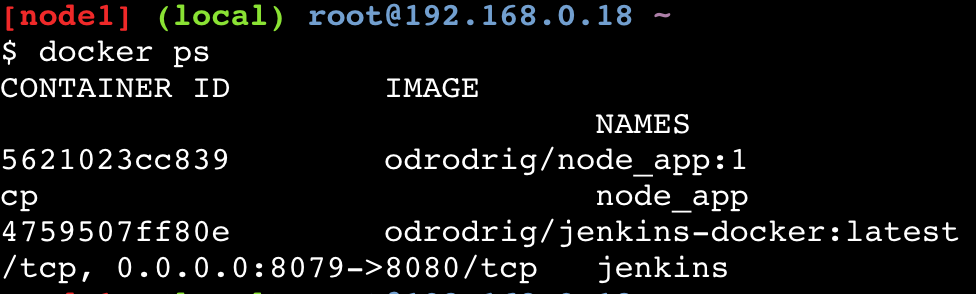 [node1] (local) root@192.168.0.18 ~
$ docker ps
CONTAINER ID        IMAGE
NAMES
5621023cc839        odrodrig/node_app:1
cp                  node_app
4759507ff80e        odrodrig/jenkins-docker:latest
/tcp, 0.0.0.0:8079->8080/tcp   jenkins